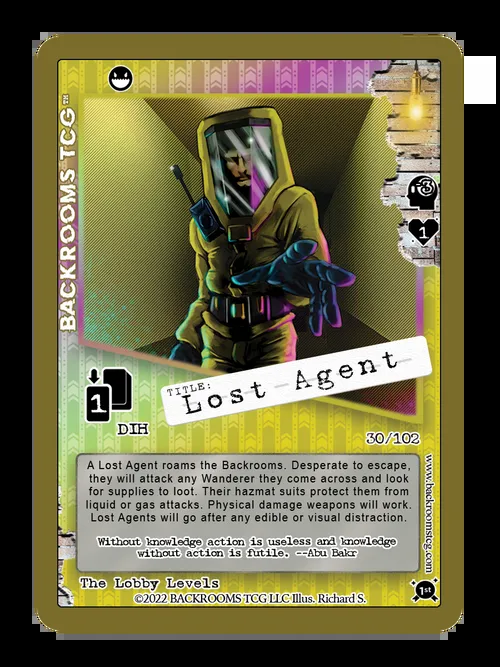 BACKROOMS TCG™
3
1
TITLE:
Lost Agent
1
DIH
30/102
A Lost Agent roams the Backrooms. Desperate to escape,
they will attack any Wanderer they come across and look
for supplies to loot. Their hazmat suits protect them from
liquid or gas attacks. Physical damage weapons will work.
Lost Agents will go after any edible or visual distraction.
Without knowledge action is useless and knowledge
without action is futile. --Abu Bakr
www.backroomstcg.com
The Lobby Levels
©2022 BACKROOMS TCG LLC Illus. Richard S.
1st